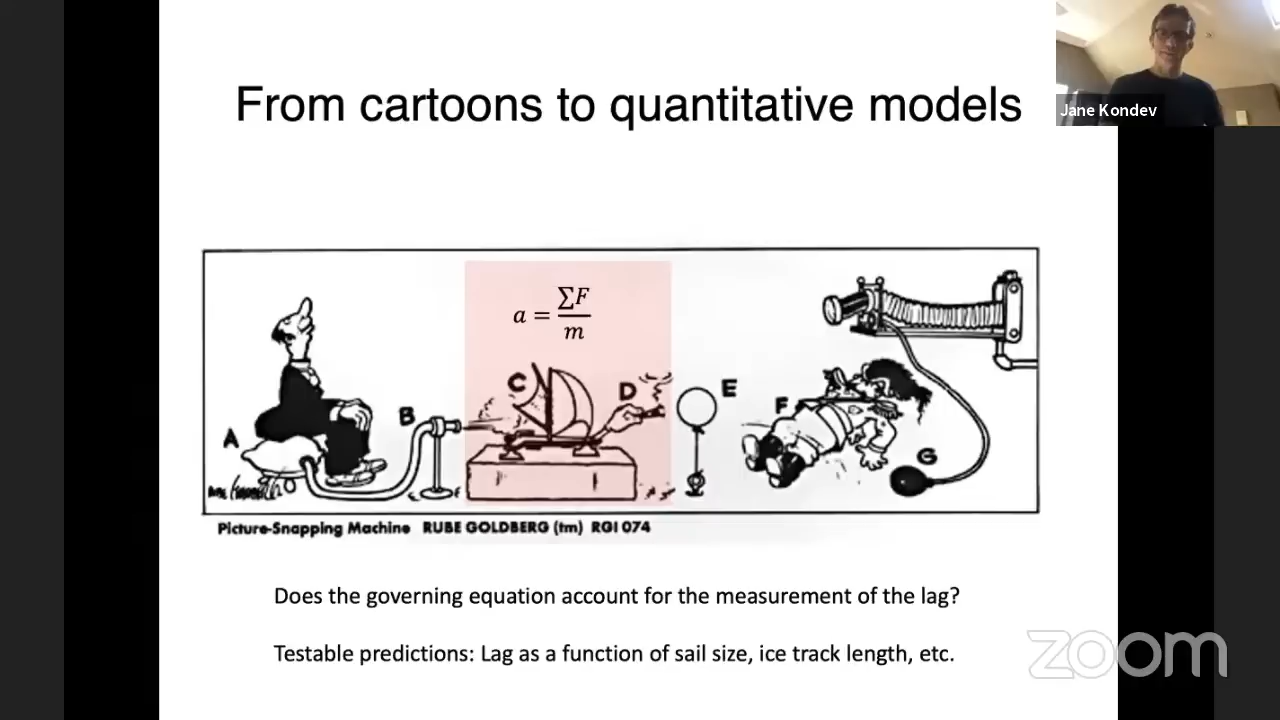 From cartoons to quantitative models
Jane Kondev
a = ∑F / m
A
B
C
D
E
F
G
Picture-Snapping Machine RUBE GOLDBERG (tm) RGI 074
Does the governing equation account for the measurement of the lag?
Testable predictions: Lag as a function of sail size, ice track length, etc.
zoom